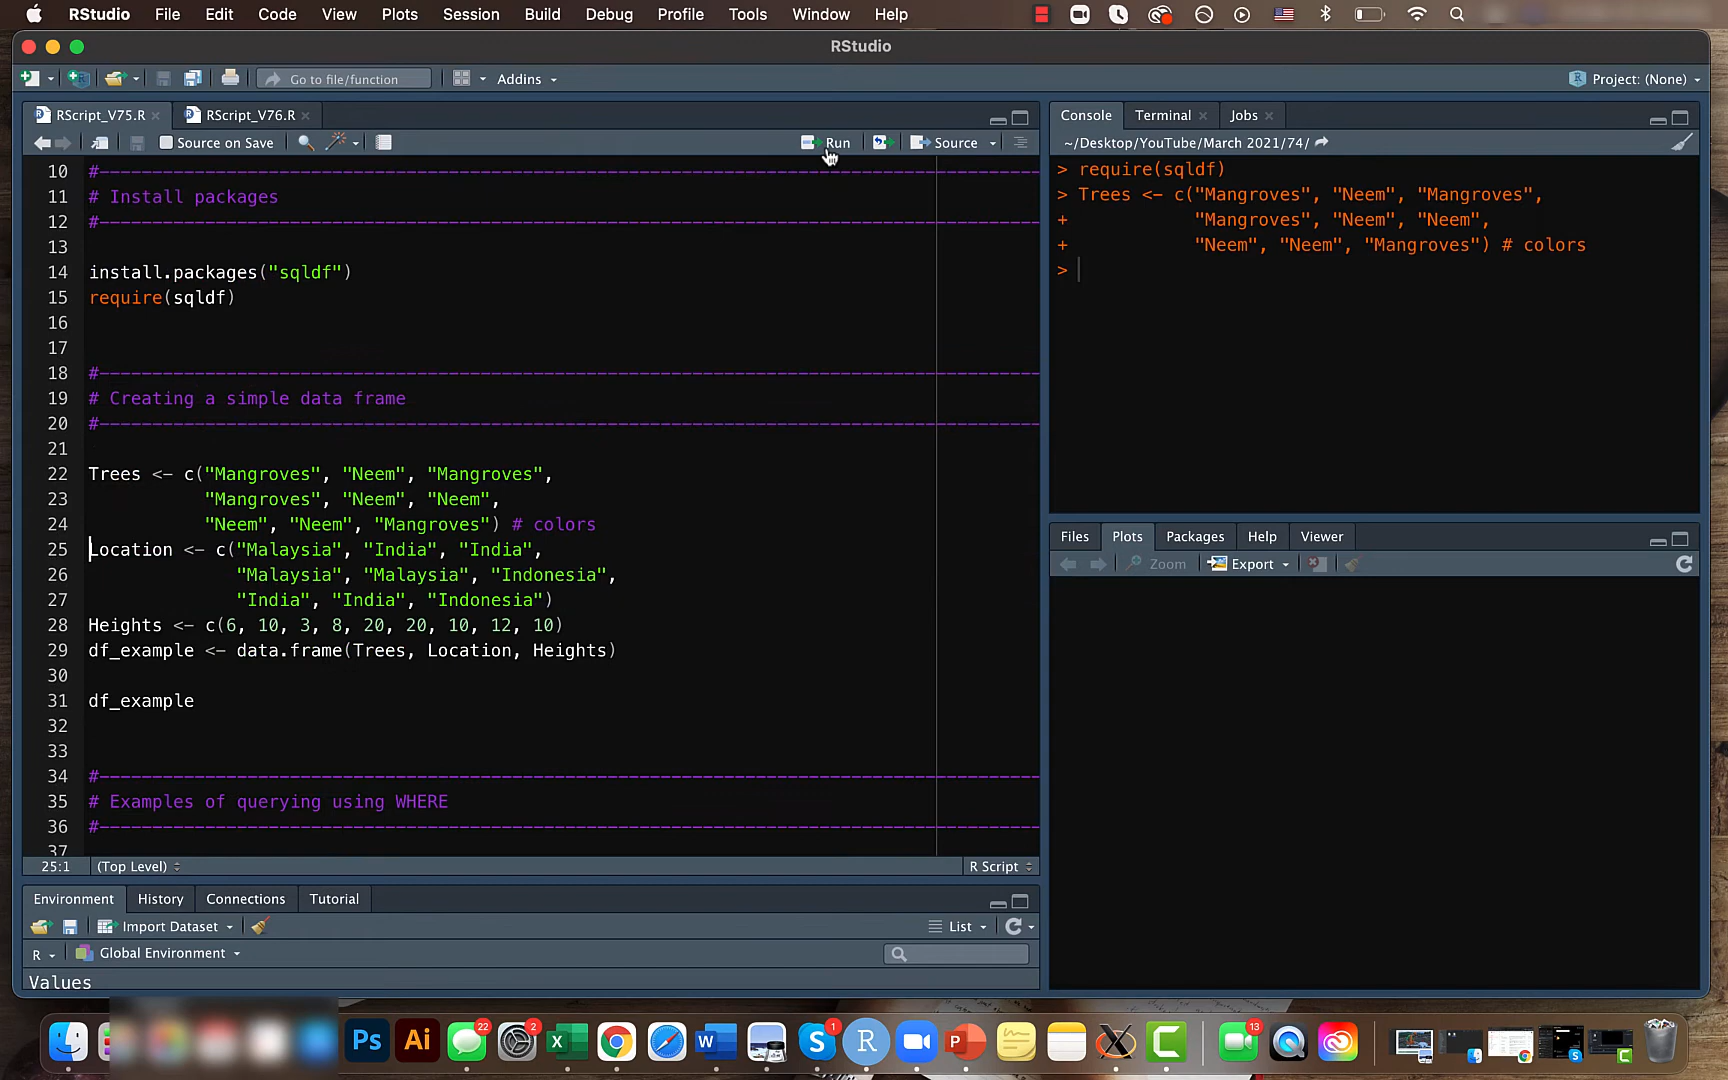 RStudio File Edit Code View Plots Session Build Debug Profile Tools Window Help
RStudio
Go to file/function Addins Project: (None)
RScript_V75.R RScript_V76.R
Source on Save Run Source
10 #--------------------------------------------------------------------------------
11 # Install packages
12 #--------------------------------------------------------------------------------
13
14 install.packages("sqldf")
15 require(sqldf)
16
17
18 #--------------------------------------------------------------------------------
19 # Creating a simple data frame
20 #--------------------------------------------------------------------------------
21
22 Trees <- c("Mangroves", "Neem", "Mangroves",
23 "Mangroves", "Neem", "Neem",
24 "Neem", "Neem", "Mangroves") # colors
25 Location <- c("Malaysia", "India", "India",
26 "Malaysia", "Malaysia", "Indonesia",
27 "India", "India", "Indonesia")
28 Heights <- c(6, 10, 3, 8, 20, 20, 10, 12, 10)
29 df_example <- data.frame(Trees, Location, Heights)
30
31 df_example
32
33
34 #--------------------------------------------------------------------------------
35 # Examples of querying using WHERE
36 #--------------------------------------------------------------------------------
37
25:1 (Top Level) R Script
Environment History Connections Tutorial
Import Dataset List
R Global Environment
Values
Console Terminal Jobs
~/Desktop/YouTube/March 2021/74/
> require(sqldf)
> Trees <- c("Mangroves", "Neem", "Mangroves",
+ "Mangroves", "Neem", "Neem",
+ "Neem", "Neem", "Mangroves") # colors
>
Files Plots Packages Help Viewer
Zoom Export
Ps Ai 22 2 X W 1 R P X C 13